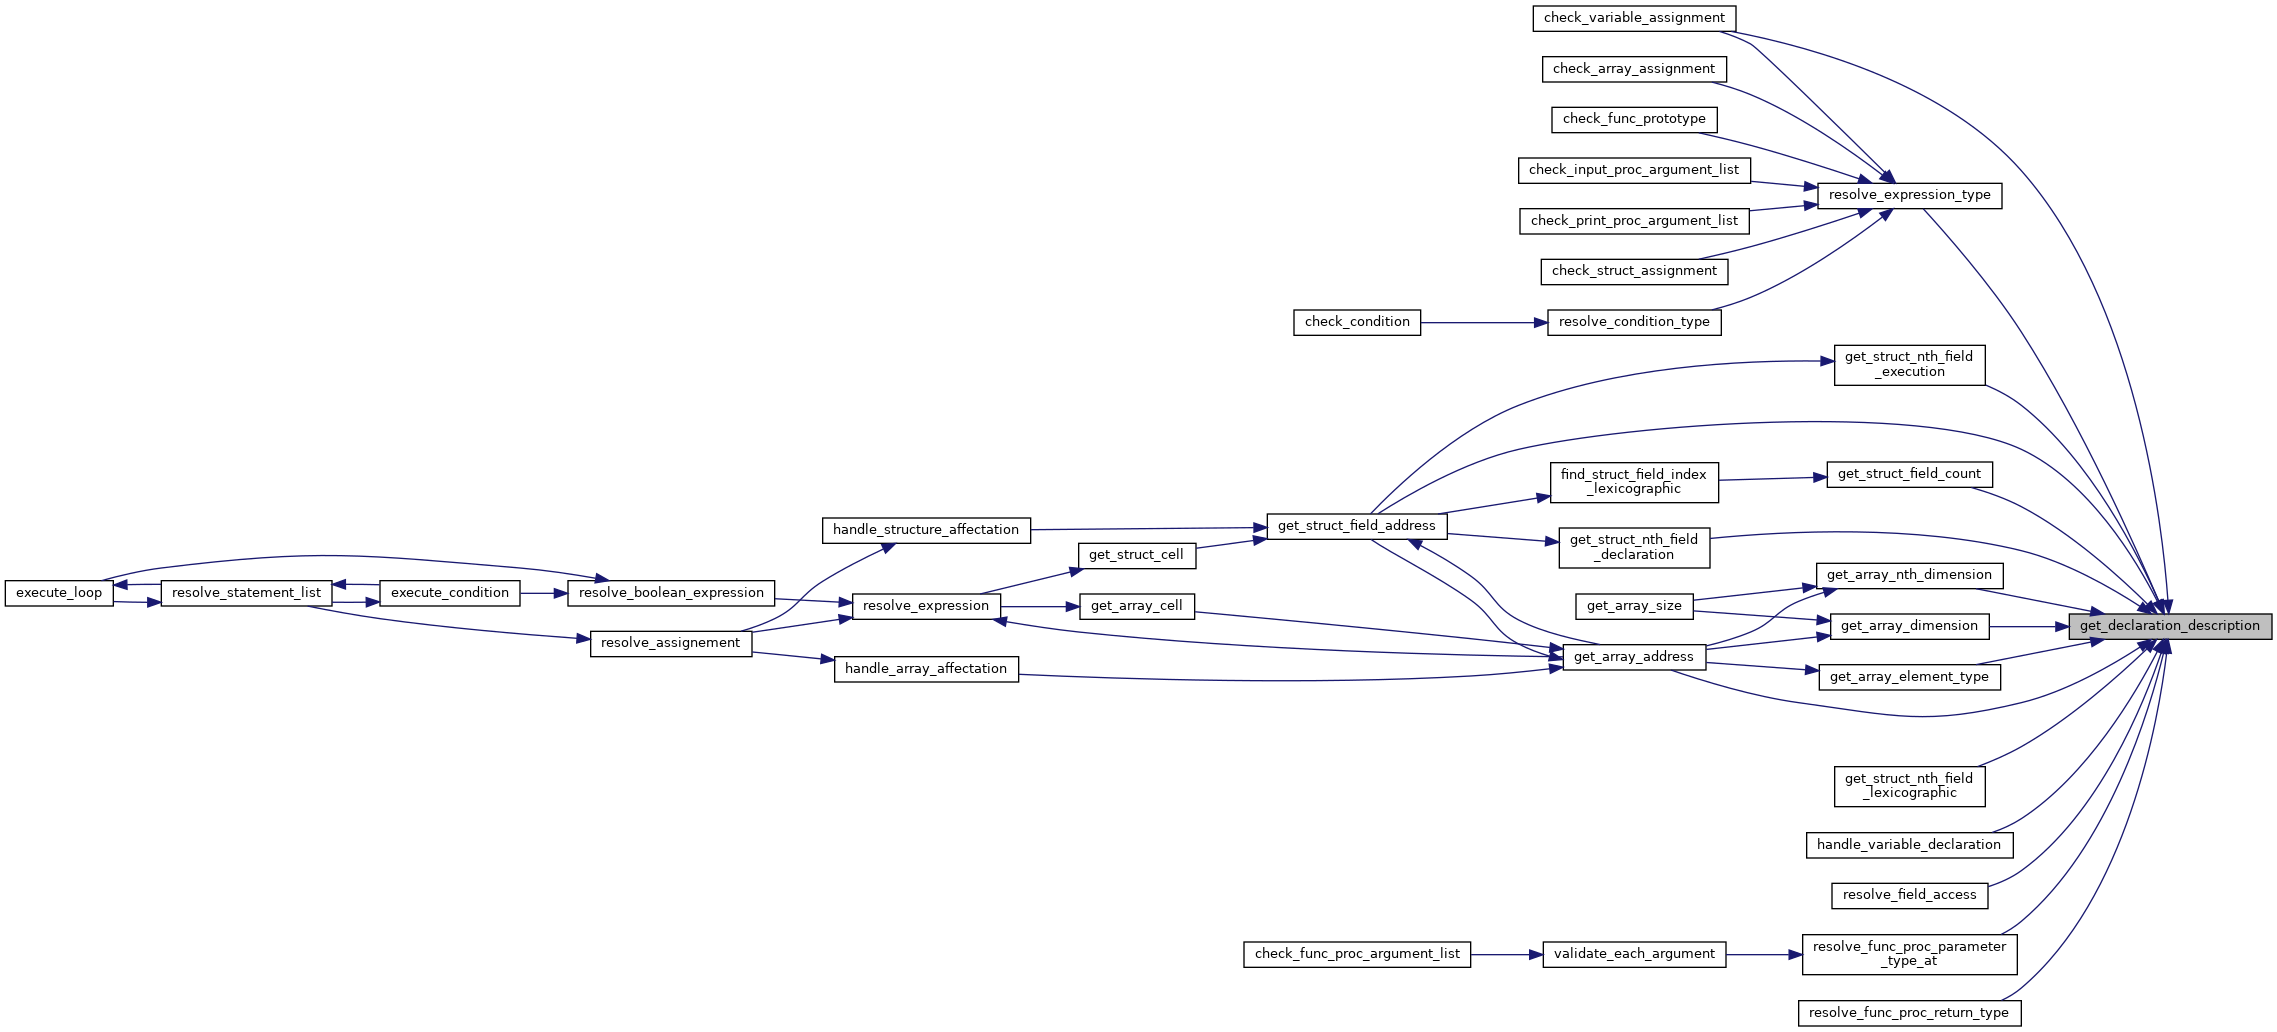 check_variable_assignment
check_array_assignment
check_func_prototype
check_input_proc_argument_list
resolve_expression_type
check_print_proc_argument_list
check_struct_assignment
check_condition
resolve_condition_type
get_struct_nth_field
_execution
find_struct_field_index
_lexicographic
get_struct_field_count
handle_structure_affectation
get_struct_field_address
get_struct_nth_field
_declaration
get_struct_cell
get_array_nth_dimension
execute_loop
resolve_statement_list
execute_condition
resolve_boolean_expression
resolve_expression
get_array_cell
get_array_size
get_array_dimension
get_declaration_description
resolve_assignement
handle_array_affectation
get_array_address
get_array_element_type
get_struct_nth_field
_lexicographic
handle_variable_declaration
resolve_field_access
check_func_proc_argument_list
validate_each_argument
resolve_func_proc_parameter
_type_at
resolve_func_proc_return_type